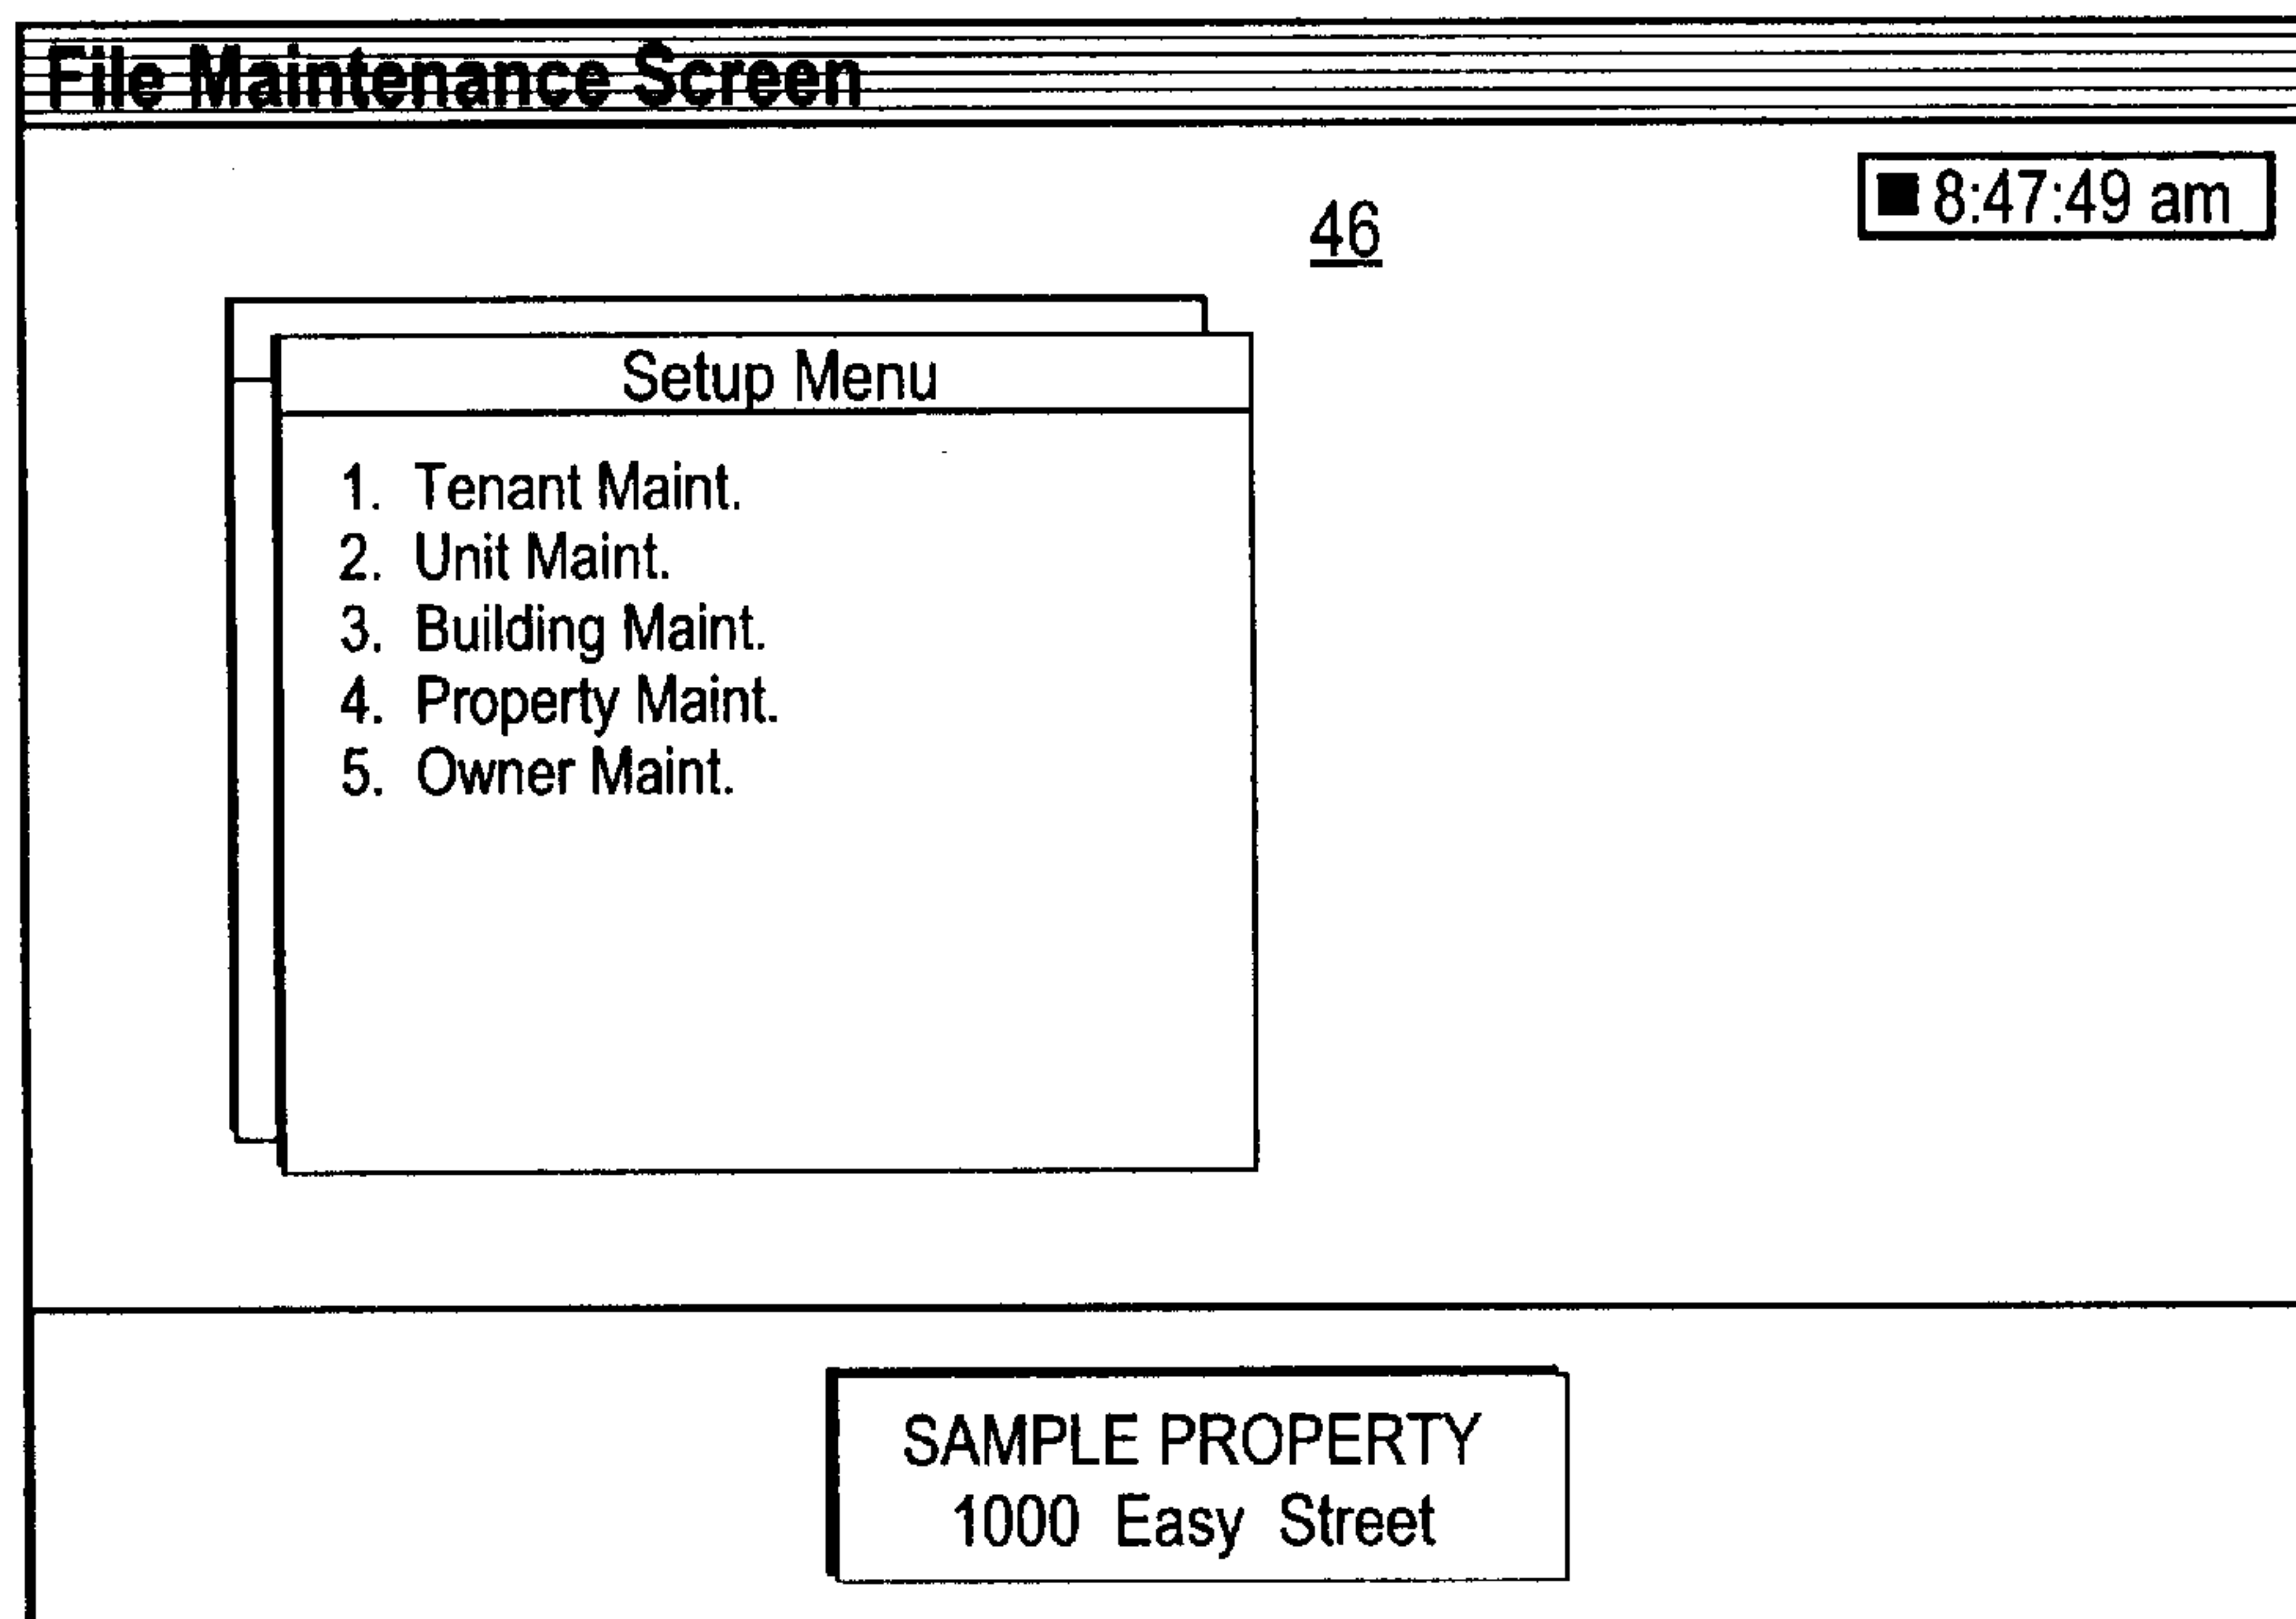 File Maintenance Screen
8:47:49 am
46
Setup Menu
1. Tenant Maint.
2. Unit Maint.
3. Building Maint.
4. Property Maint.
5. Owner Maint.
SAMPLE PROPERTY
1000 Easy Street